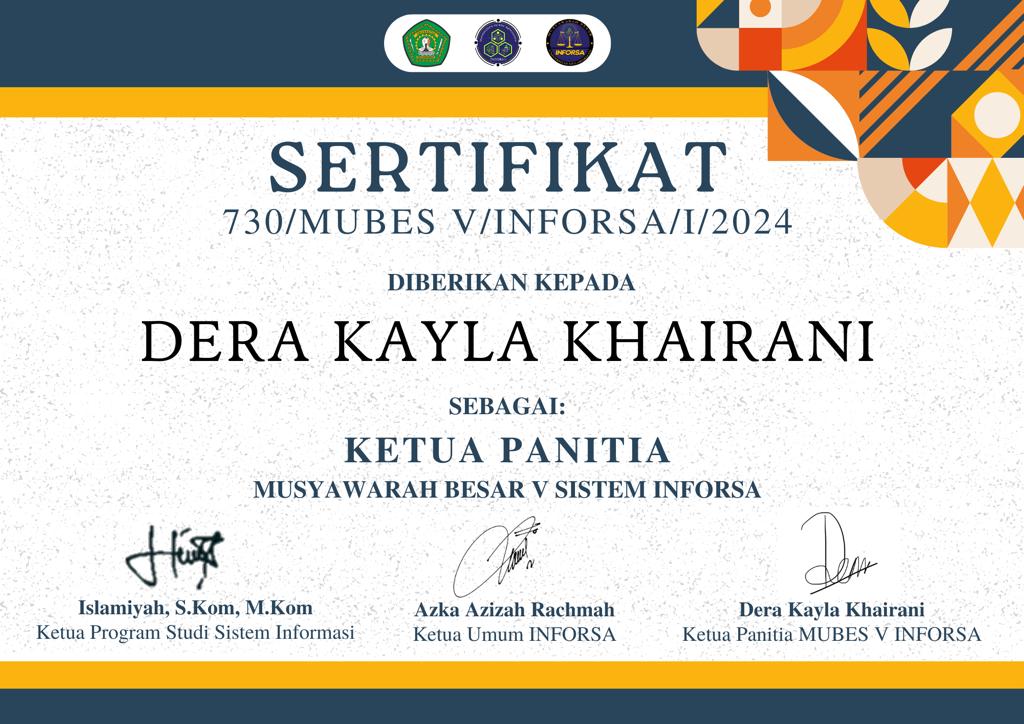 INFORSA
SERTIFIKAT
730/MUBES V/INFORSA/I/2024
DIBERIKAN KEPADA
DERA KAYLA KHAIRANI
SEBAGAI:
KETUA PANITIA
MUSYAWARAH BESAR V SISTEM INFORSA
Islamiyah, S.Kom, M.Kom
Ketua Program Studi Sistem Informasi
Azka Azizah Rachmah
Ketua Umum INFORSA
Dera Kayla Khairani
Ketua Panitia MUBES V INFORSA